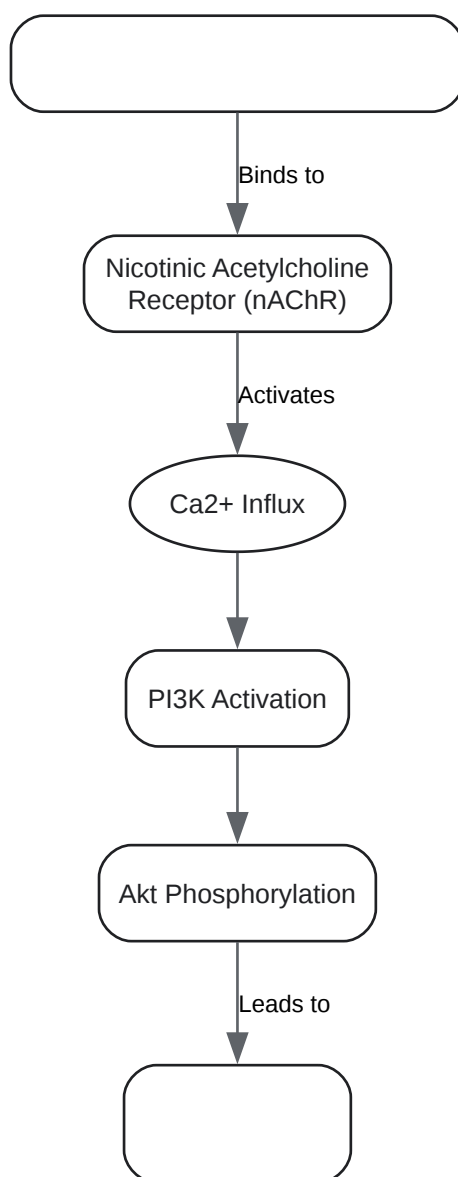 Binds to
Nicotinic Acetylcholine
Receptor (nAChR)
Activates
Ca2+ Influx
PI3K Activation
Akt Phosphorylation
Leads to